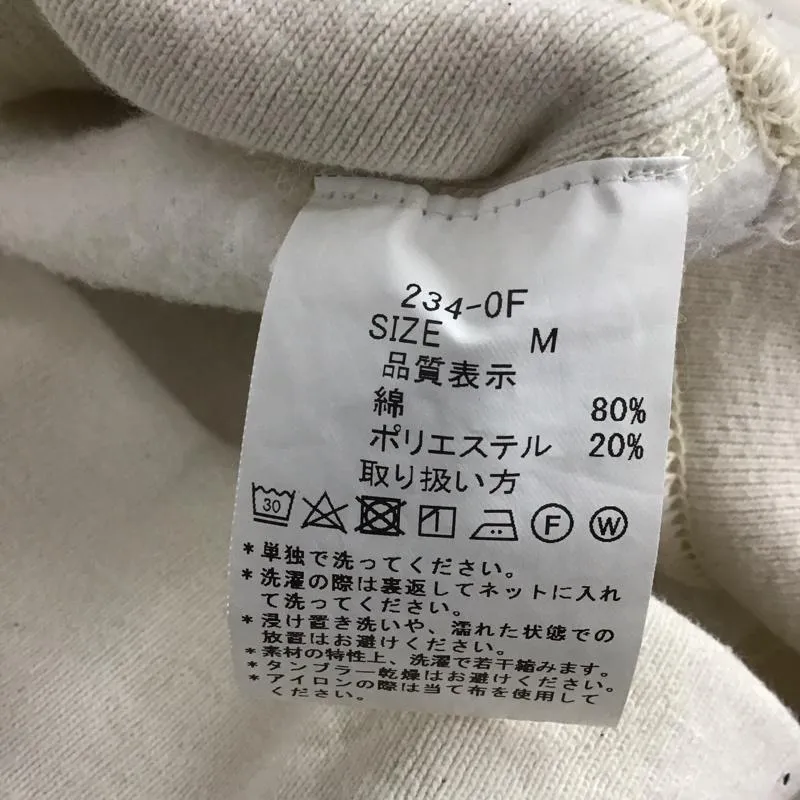 234-0F
SIZE M
品質表示
綿 80%
ポリエステル 20%
取り扱い方
30 F W
*単独で洗ってください。
*洗濯の際は裏返してネットに入れ
て洗ってください。
*浸け置き洗いや、濡れた状態での
放置はお避けください。
*素材の特性上、洗濯で若干縮みます。
*タンブラー乾燥はお避けください。
*アイロンの際は当て布を使用して
ください。